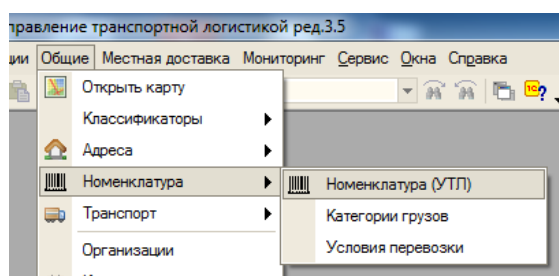 правление транспортной логистикой ред.3.5
ции Общие Местная доставка Мониторинг Сервис Окна Справка
Открыть карту
Классификаторы
Адреса
Номенклатура
Номенклатура (УТЛ)
Транспорт
Категории грузов
Организации
Условия перевозки